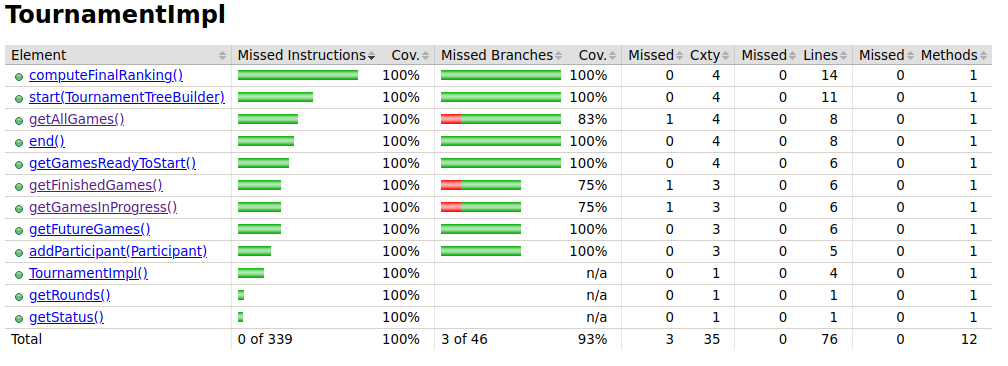 TournamentImpl
Element Missed Instructions Cov. Missed Branches Cov. Missed Cxty Missed Lines Missed Methods
computeFinalRanking() 100% 100% 0 4 0 14 0 1
start(TournamentTreeBuilder) 100% 100% 0 4 0 11 0 1
getAllGames() 100% 83% 1 4 0 8 0 1
end() 100% 100% 0 4 0 8 0 1
getGamesReadyToStart() 100% 100% 0 4 0 6 0 1
getFinishedGames() 100% 75% 1 3 0 6 0 1
getGamesInProgress() 100% 75% 1 3 0 6 0 1
getFutureGames() 100% 100% 0 3 0 6 0 1
addParticipant(Participant) 100% 100% 0 3 0 5 0 1
TournamentImpl() 100% n/a 0 1 0 4 0 1
getRounds() 100% n/a 0 1 0 1 0 1
getStatus() 100% n/a 0 1 0 1 0 1
Total 0 of 339 100% 3 of 46 93% 3 35 0 76 0 12